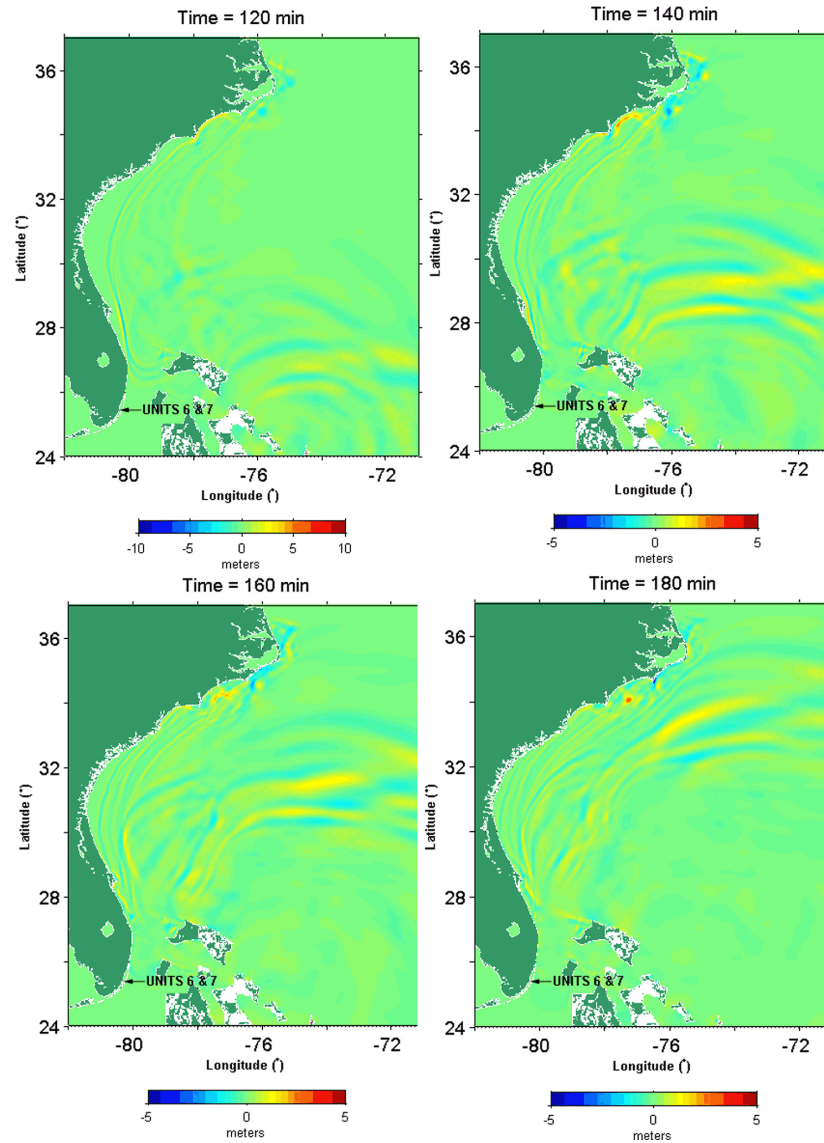 Time = 120 min
36
32
28
24
Latitude (°)
UNITS 6 & 7
-80
-76
-72
Longitude (°)
-10
-5
0
5
10
meters
Time = 140 min
36
32
28
24
Latitude (°)
UNITS 6 & 7
-80
-76
-72
Longitude (°)
-5
0
5
meters
Time = 160 min
36
32
28
24
Latitude (°)
UNITS 6 & 7
-80
-76
-72
Longitude (°)
-5
0
5
meters
Time = 180 min
36
32
28
24
Latitude (°)
UNITS 6 & 7
-80
-76
-72
Longitude (°)
-5
0
5
meters